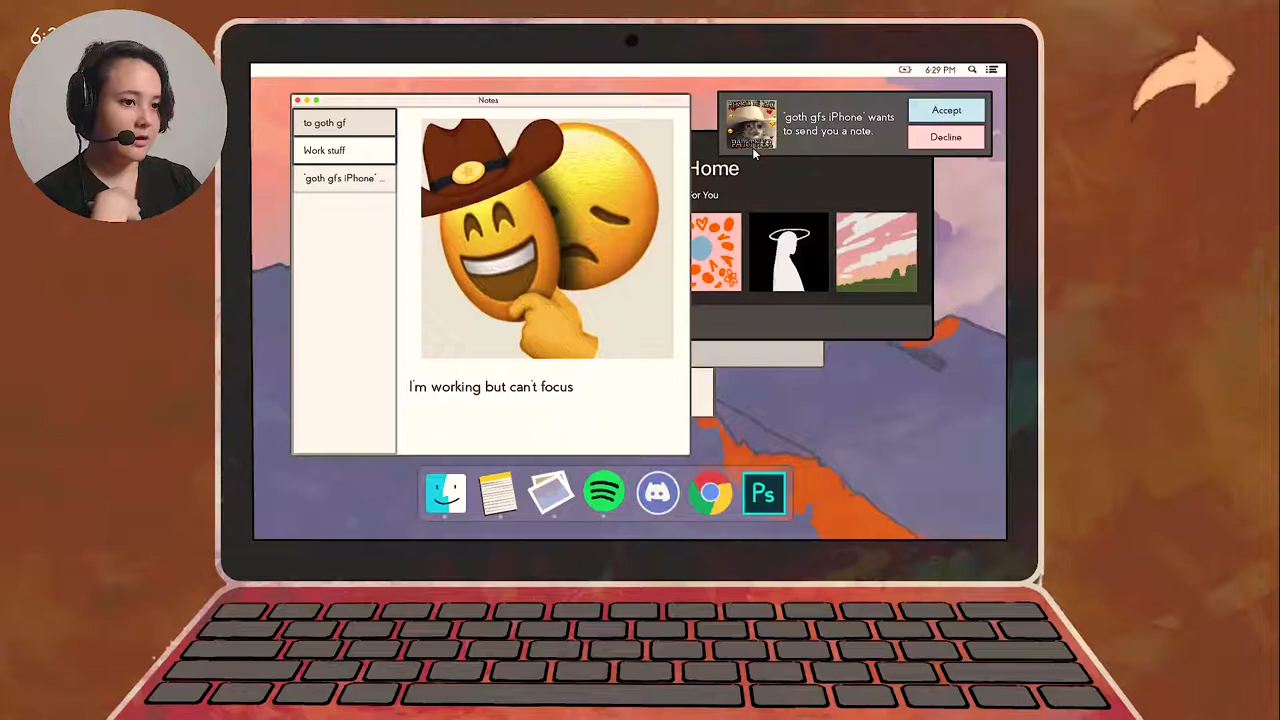 6:29 PM
Notes
to goth gf
Work stuff
'goth gfs iPhone' ...
I'm working but can't focus
'goth gfs iPhone' wants
to send you a note.
Accept
Decline
PARTNER
Home
For You
Ps